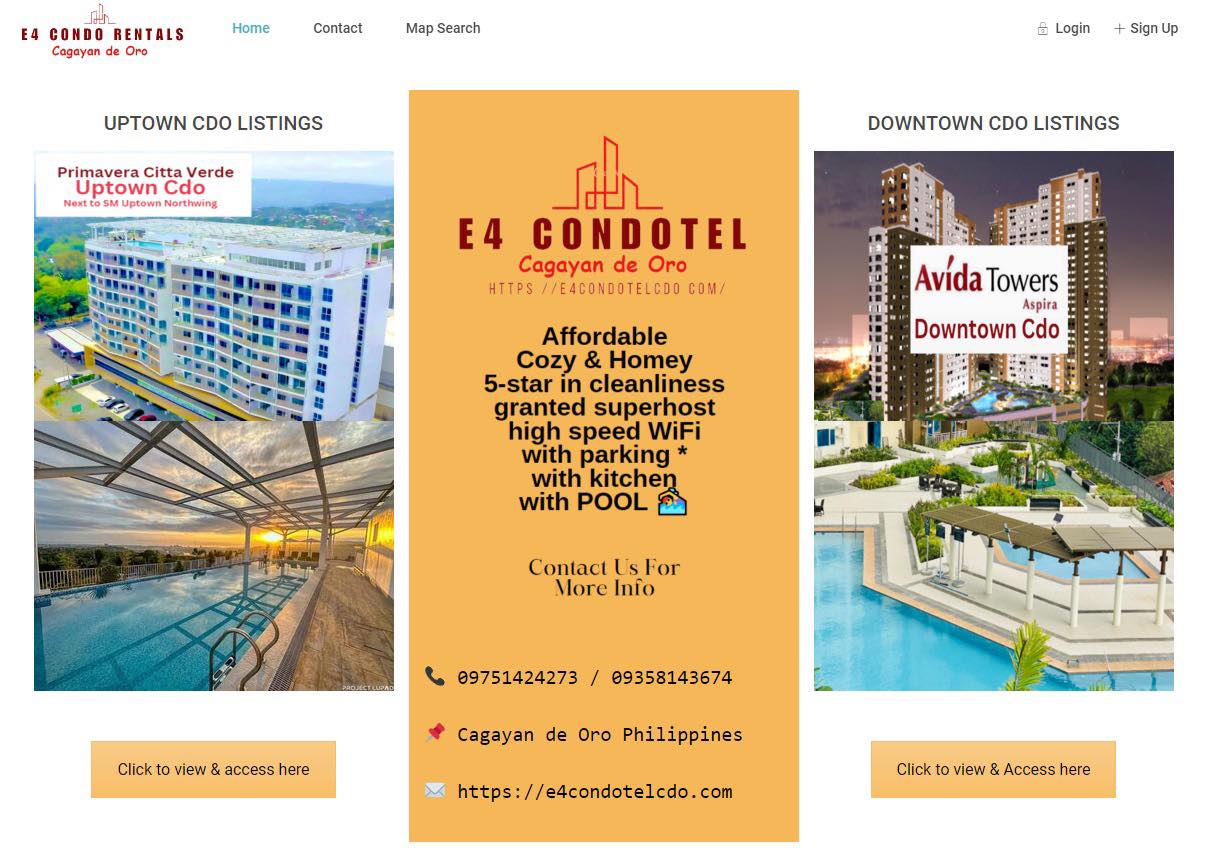 E4 CONDO RENTALS
Cagayan de Oro
Home
Contact
Map Search
Login
Sign Up
UPTOWN CDO LISTINGS
Primavera Citta Verde
Uptown Cdo
Next to SM Uptown Northwing
PROJECT LUPAD
Click to view & access here
E4 CONDOTEL
Cagayan de Oro
HTTPS //E4CONDOTELCDO COM/
Affordable
Cozy & Homey
5-star in cleanliness
granted superhost
high speed WiFi
with parking *
with kitchen
with POOL
Contact Us For
More Info
09751424273 / 09358143674
Cagayan de Oro Philippines
https://e4condotelcdo.com
DOWNTOWN CDO LISTINGS
Avida Towers
Aspira
Downtown Cdo
Click to view & Access here